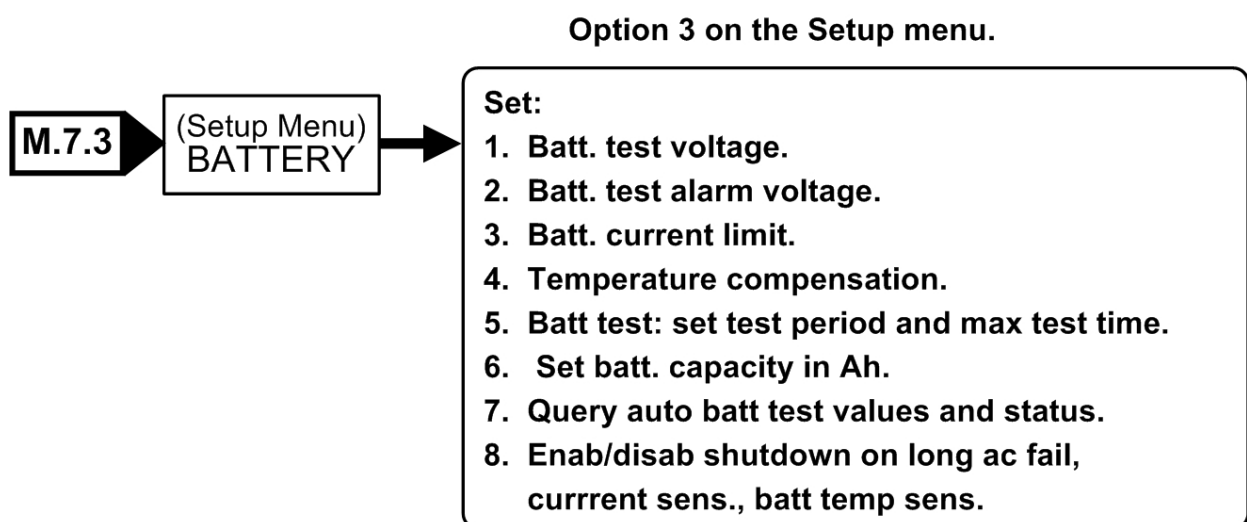 Option 3 on the Setup menu.
M.7.3
(Setup Menu)
BATTERY
Set:
1. Batt. test voltage.
2. Batt. test alarm voltage.
3. Batt. current limit.
4. Temperature compensation.
5. Batt test: set test period and max test time.
6. Set batt. capacity in Ah.
7. Query auto batt test values and status.
8. Enab/disab shutdown on long ac fail,
currrent sens., batt temp sens.